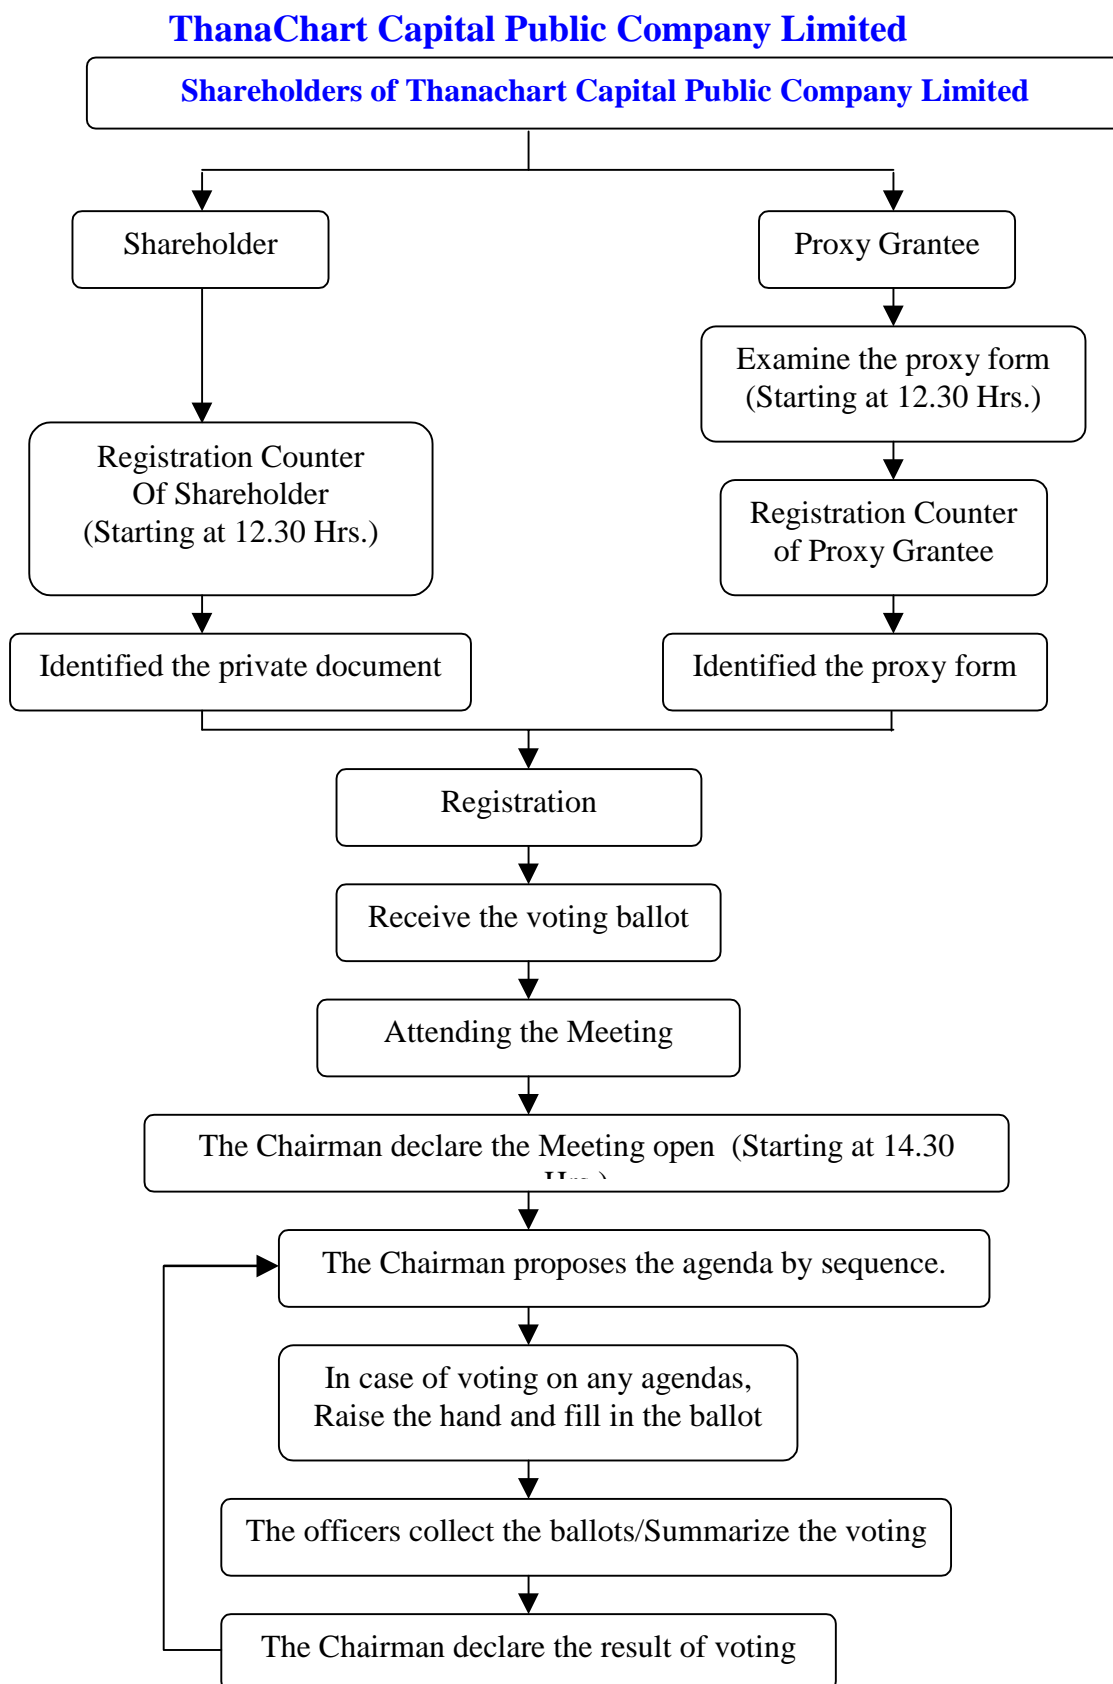 ThanaChart Capital Public Company Limited
Shareholders of Thanachart Capital Public Company Limited
Shareholder
Proxy Grantee
Examine the proxy form
(Starting at 12.30 Hrs.)
Registration Counter
Of Shareholder
(Starting at 12.30 Hrs.)
Registration Counter
of Proxy Grantee
Identified the private document
Identified the proxy form
Registration
Receive the voting ballot
Attending the Meeting
The Chairman declare the Meeting open (Starting at 14.30
Hrs.)
The Chairman proposes the agenda by sequence.
In case of voting on any agendas,
Raise the hand and fill in the ballot
The officers collect the ballots/Summarize the voting
The Chairman declare the result of voting